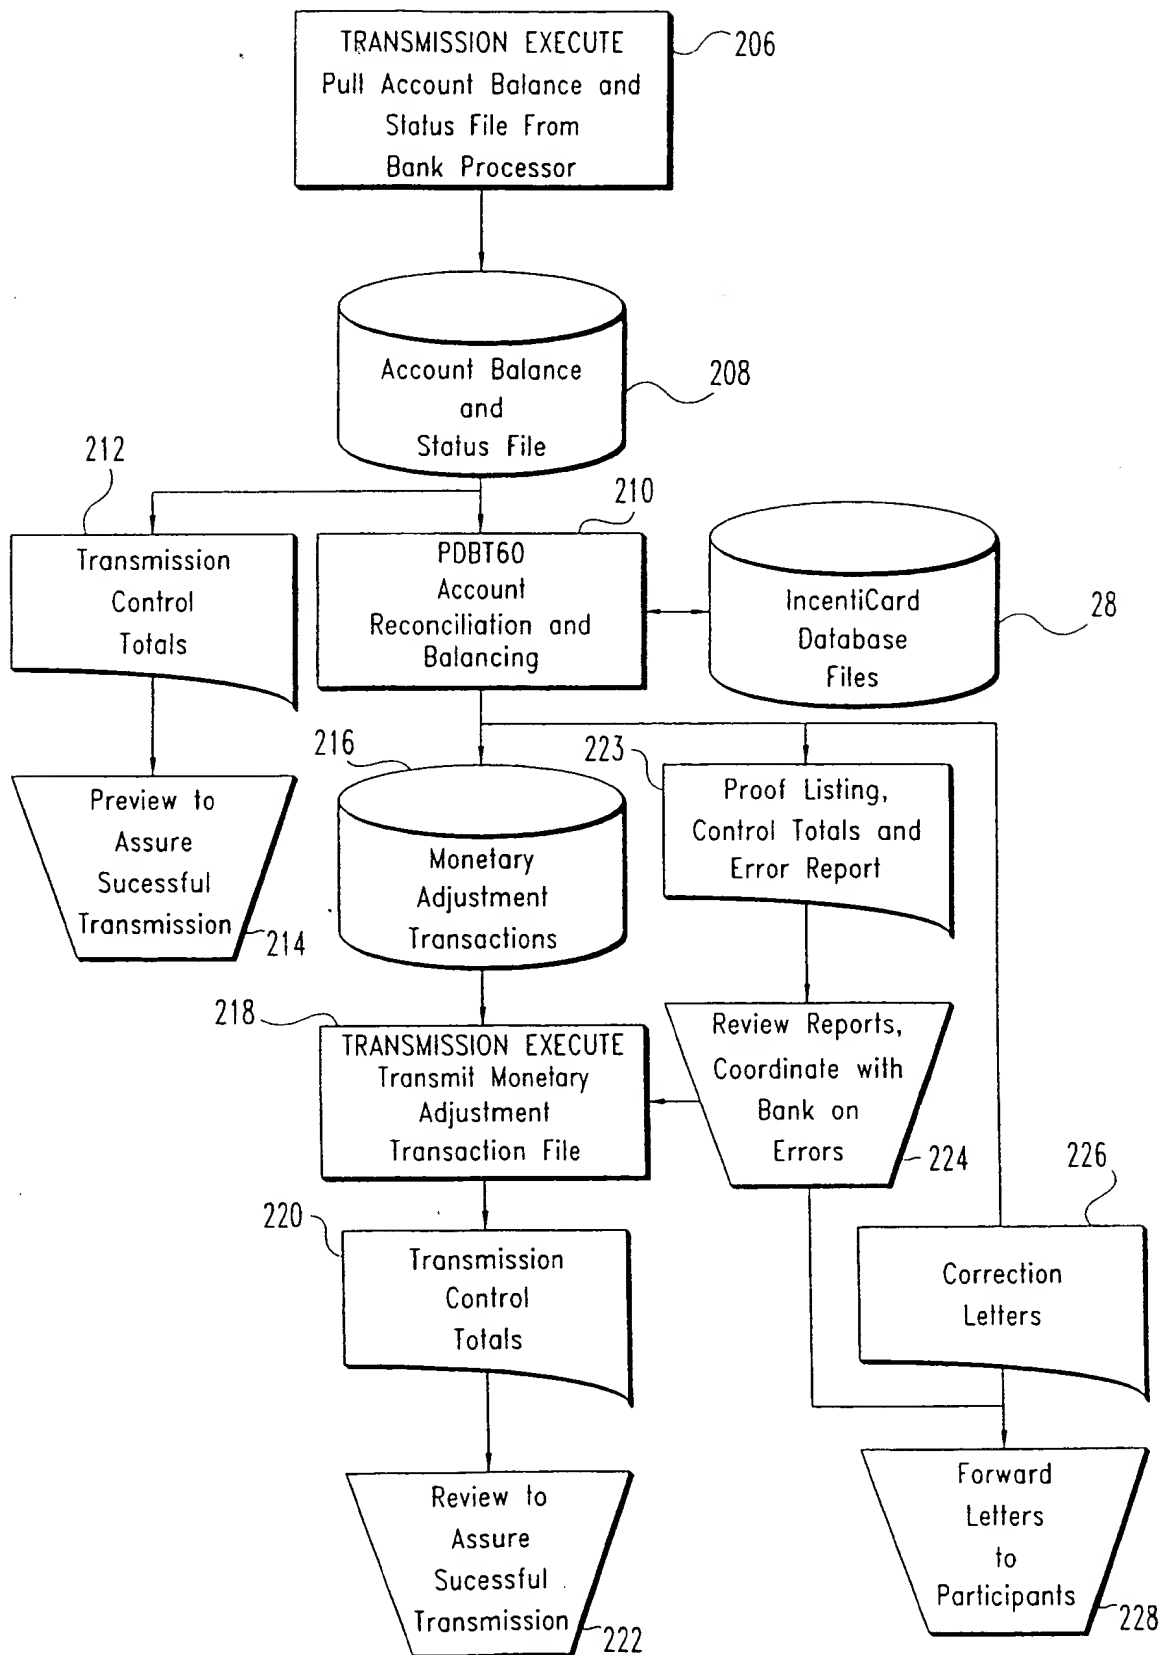 TRANSMISSION EXECUTE
Pull Account Balance and
Status File From
Bank Processor
206
Account Balance
and
Status File
208
212
Transmission
Control
Totals
210
PDBT60
Account
Reconciliation and
Balancing
IncentiCard
Database
Files
28
Preview to
Assure
Sucessful
Transmission
214
216
Monetary
Adjustment
Transactions
223
Proof Listing,
Control Totals and
Error Report
218
TRANSMISSION EXECUTE
Transmit Monetary
Adjustment
Transaction File
Review Reports,
Coordinate with
Bank on
Errors
224
220
Transmission
Control
Totals
226
Correction
Letters
Review to
Assure
Sucessful
Transmission
222
Forward
Letters
to
Participants
228